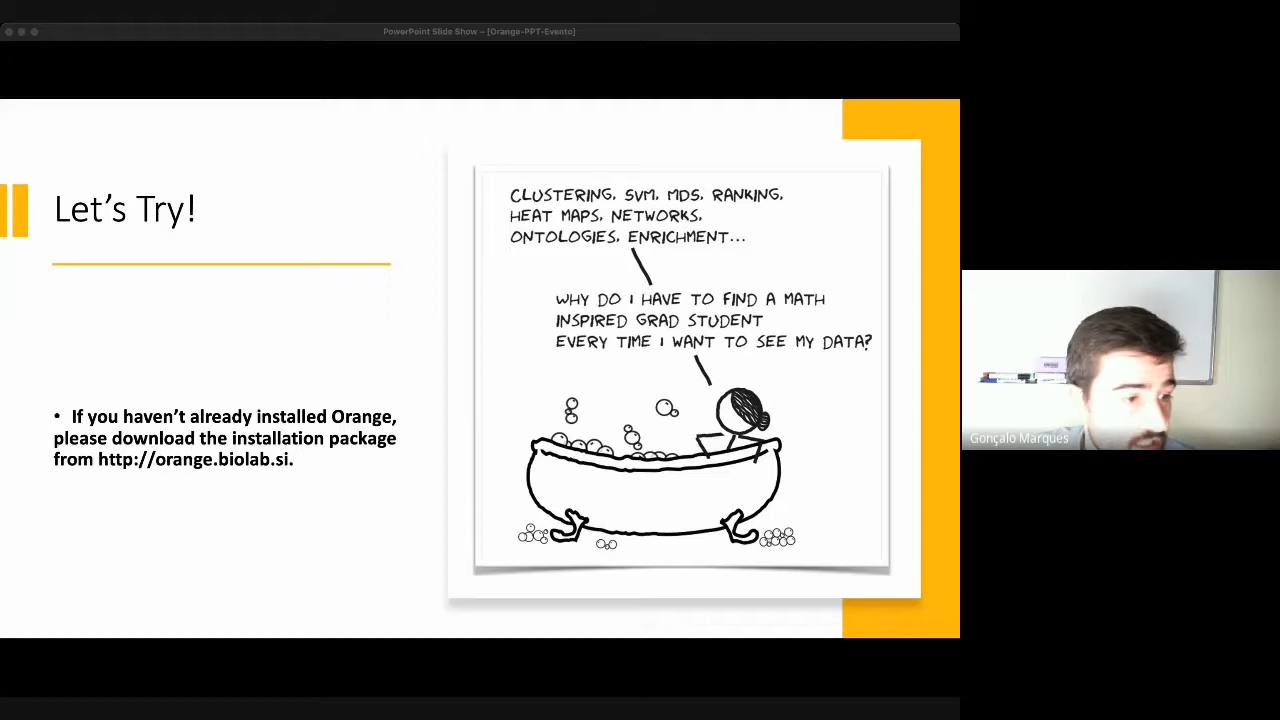 PowerPoint Slide Show – [Orange-PPT-Evento]
Let's Try!
• If you haven't already installed Orange,
please download the installation package
from http://orange.biolab.si.
CLUSTERING, SVM, MDS, RANKING,
HEAT MAPS, NETWORKS,
ONTOLOGIES, ENRICHMENT...
WHY DO I HAVE TO FIND A MATH
INSPIRED GRAD STUDENT
EVERY TIME I WANT TO SEE MY DATA?
Gonçalo Marques